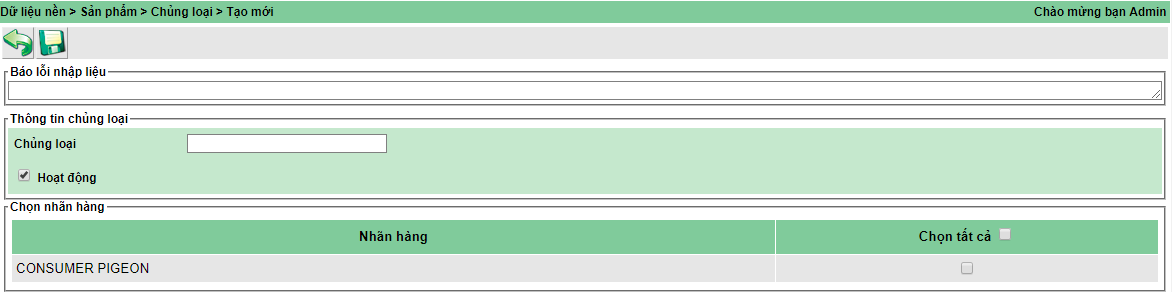 Dữ liệu nền > Sản phẩm > Chủng loại > Tạo mới Chào mừng bạn Admin
Báo lỗi nhập liệu
Thông tin chủng loại
Chủng loại
Hoạt động
Chọn nhãn hàng
Nhãn hàng Chọn tất cả
CONSUMER PIGEON